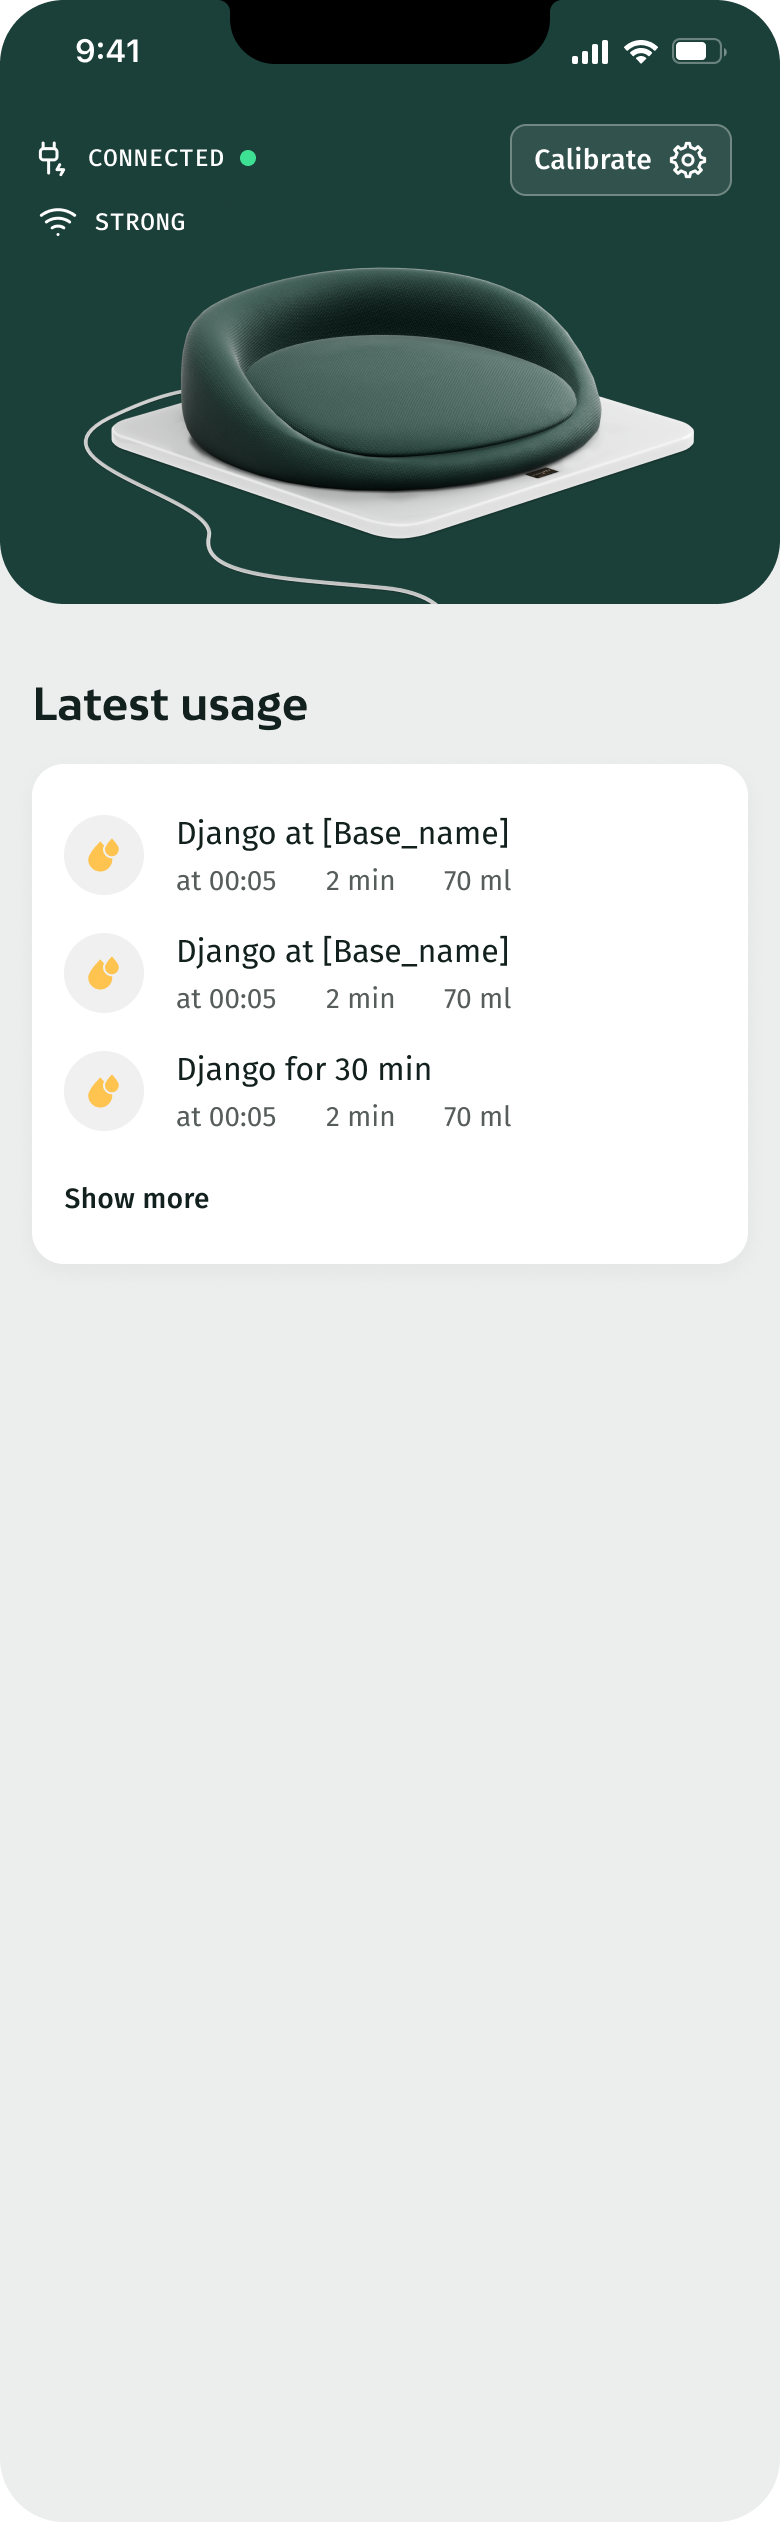 9:41
CONNECTED
Calibrate
STRONG
Latest usage
Django at [Base_name]
at 00:05 2 min 70 ml
Django at [Base_name]
at 00:05 2 min 70 ml
Django for 30 min
at 00:05 2 min 70 ml
Show more